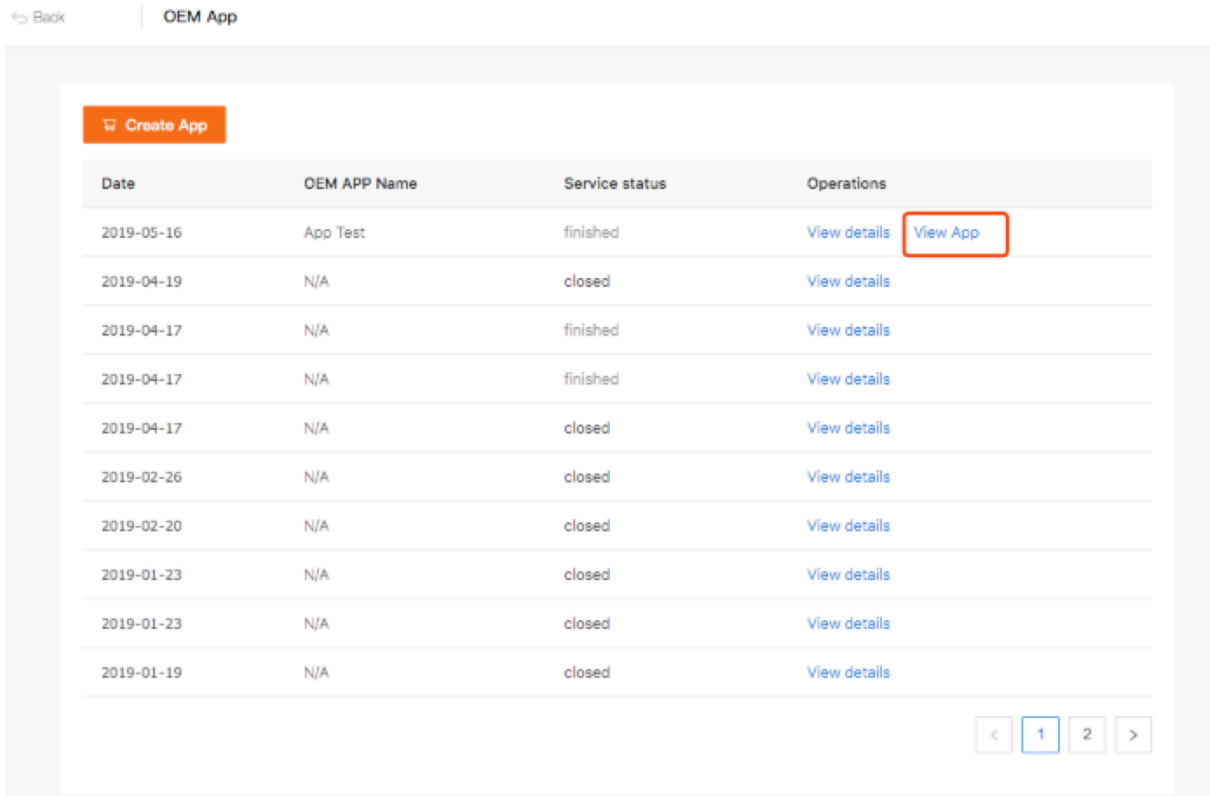 Back OEM App
Create App
Date OEM APP Name Service status Operations
2019-05-16 App Test finished View details View App
2019-04-19 N/A closed View details
2019-04-17 N/A finished View details
2019-04-17 N/A finished View details
2019-04-17 N/A closed View details
2019-02-26 N/A closed View details
2019-02-20 N/A closed View details
2019-01-23 N/A closed View details
2019-01-23 N/A closed View details
2019-01-19 N/A closed View details
< 1 2 >